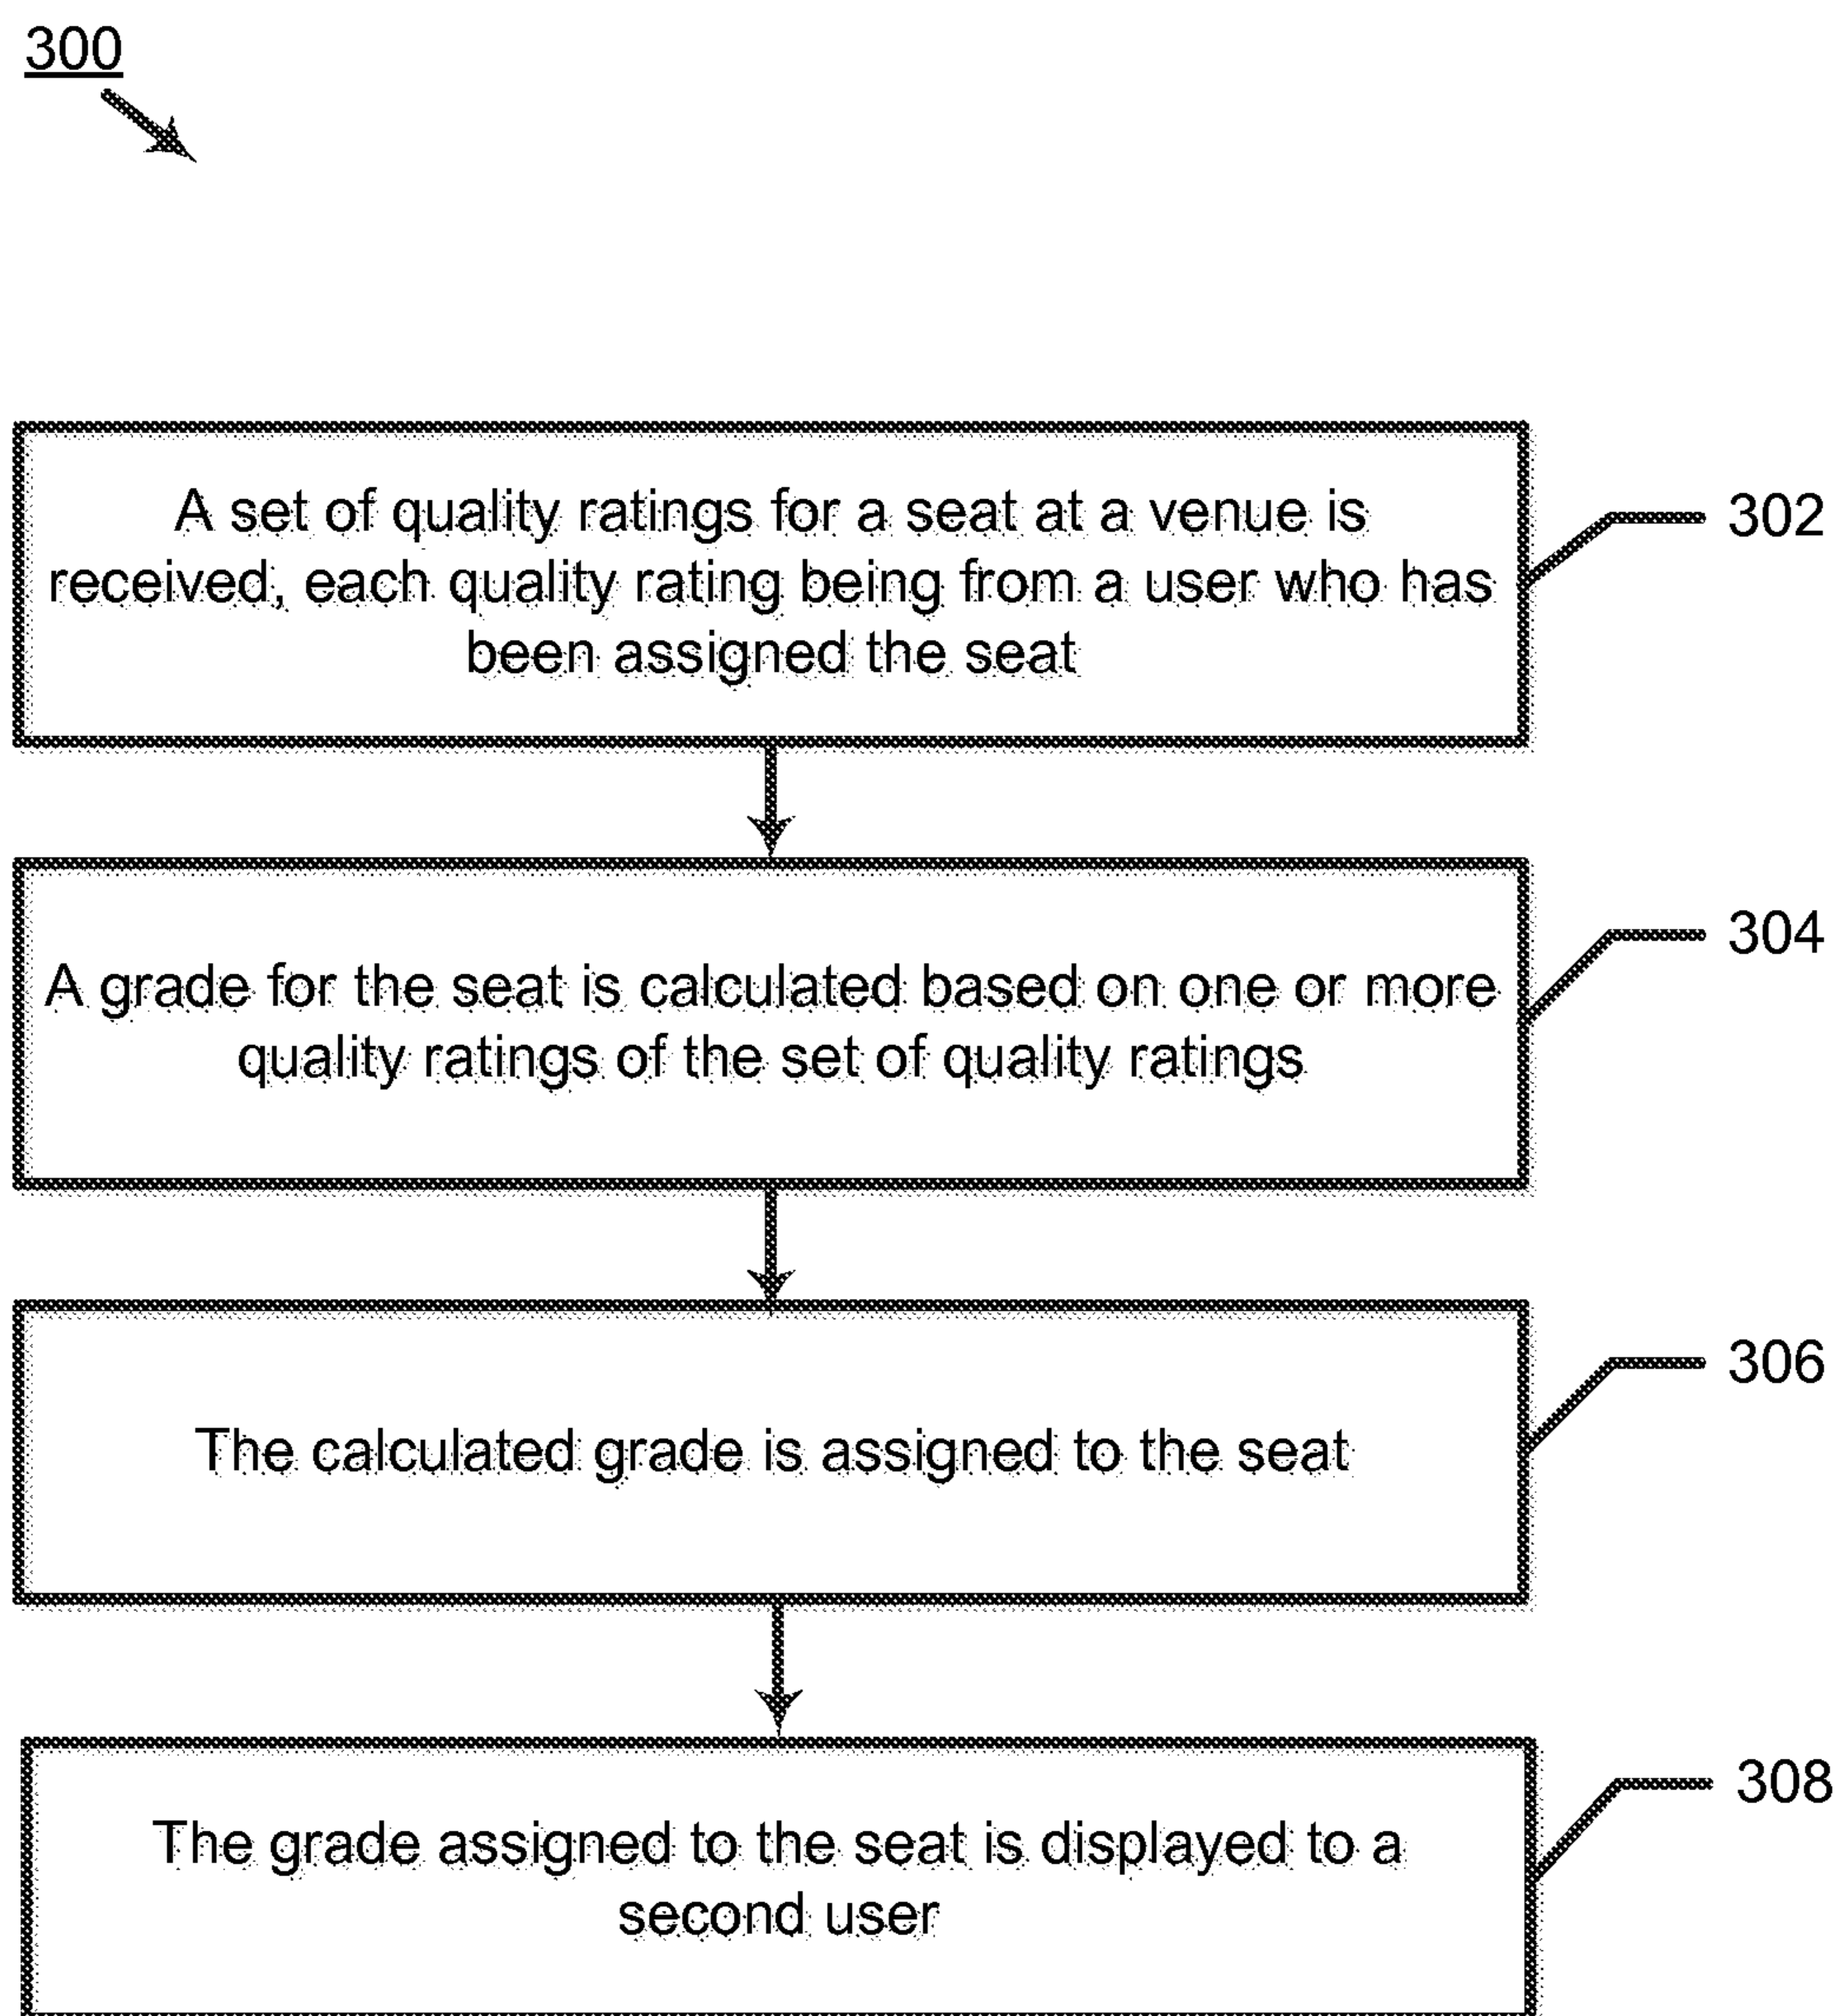 300
A set of quality ratings for a seat at a venue is
received, each quality rating being from a user who has
been assigned the seat
302
A grade for the seat is calculated based on one or more
quality ratings of the set of quality ratings
304
The calculated grade is assigned to the seat
306
The grade assigned to the seat is displayed to a
second user
308